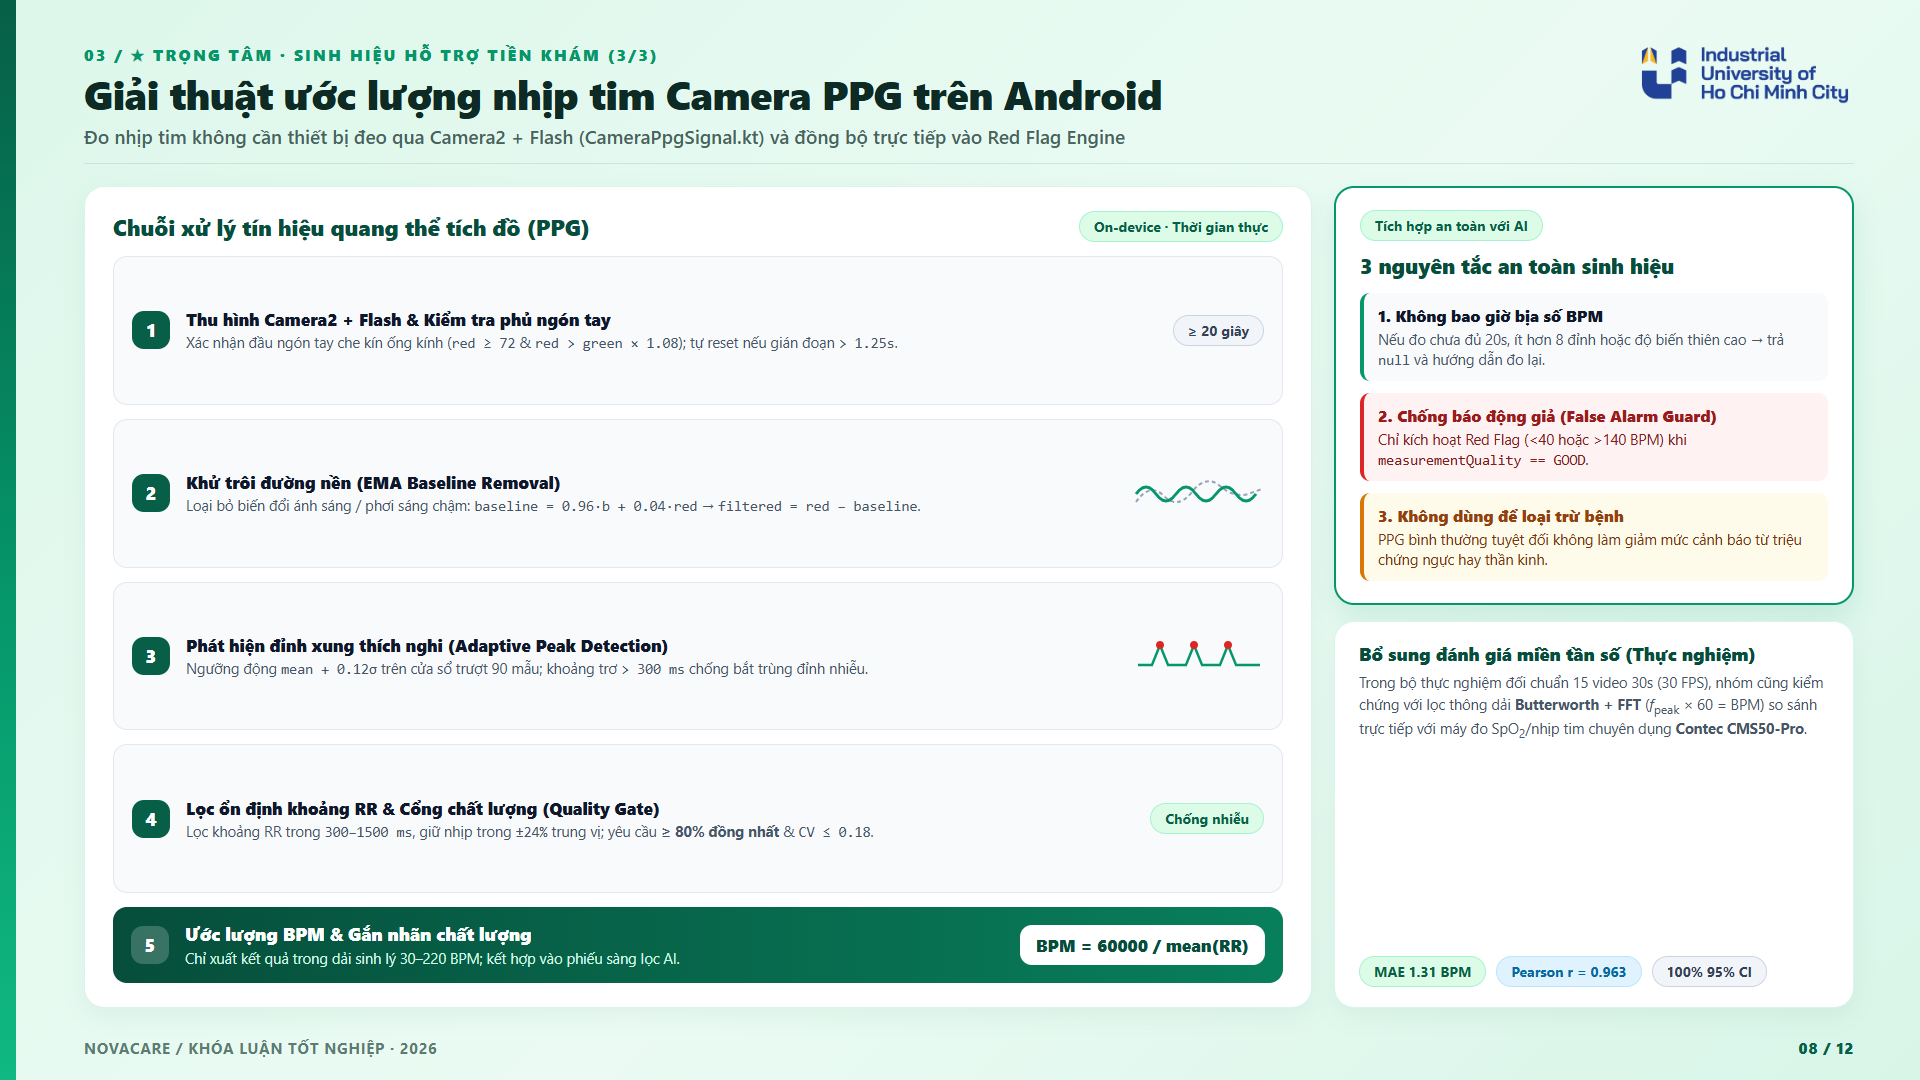 03 / ★ TRỌNG TÂM · SINH HIỆU HỖ TRỢ TIỀN KHÁM (3/3)
Giải thuật ước lượng nhịp tim Camera PPG trên Android
Đo nhịp tim không cần thiết bị đeo qua Camera2 + Flash (CameraPpgSignal.kt) và đồng bộ trực tiếp vào Red Flag Engine
Industrial
University of
Ho Chi Minh City
Chuỗi xử lý tín hiệu quang thể tích đồ (PPG)
On-device · Thời gian thực
1
Thu hình Camera2 + Flash & Kiểm tra phủ ngón tay
Xác nhận đầu ngón tay che kín ống kính (red ≥ 72 & red > green × 1.08); tự reset nếu gián đoạn > 1.25s.
≥ 20 giây
2
Khử trôi đường nền (EMA Baseline Removal)
Loại bỏ biến đổi ánh sáng / phơi sáng chậm: baseline = 0.96·b + 0.04·red → filtered = red − baseline.
3
Phát hiện đỉnh xung thích nghi (Adaptive Peak Detection)
Ngưỡng động mean + 0.12σ trên cửa sổ trượt 90 mẫu; khoảng trơ > 300 ms chống bắt trùng đỉnh nhiễu.
4
Lọc ổn định khoảng RR & Cổng chất lượng (Quality Gate)
Lọc khoảng RR trong 300–1500 ms, giữ nhịp trong ±24% trung vị; yêu cầu ≥ 80% đồng nhất & CV ≤ 0.18.
Chống nhiễu
5
Ước lượng BPM & Gắn nhãn chất lượng
Chỉ xuất kết quả trong dải sinh lý 30–220 BPM; kết hợp vào phiếu sàng lọc AI.
BPM = 60000 / mean(RR)
Tích hợp an toàn với AI
3 nguyên tắc an toàn sinh hiệu
1. Không bao giờ bịa số BPM
Nếu đo chưa đủ 20s, ít hơn 8 đỉnh hoặc độ biến thiên cao → trả
null và hướng dẫn đo lại.
2. Chống báo động giả (False Alarm Guard)
Chỉ kích hoạt Red Flag (<40 hoặc >140 BPM) khi
measurementQuality == GOOD.
3. Không dùng để loại trừ bệnh
PPG bình thường tuyệt đối không làm giảm mức cảnh báo từ triệu
chứng ngực hay thần kinh.
Bổ sung đánh giá miền tần số (Thực nghiệm)
Trong bộ thực nghiệm đối chuẩn 15 video 30s (30 FPS), nhóm cũng kiểm
chứng với lọc thông dải Butterworth + FFT (fpeak × 60 = BPM) so sánh
trực tiếp với máy đo SpO2/nhịp tim chuyên dụng Contec CMS50-Pro.
MAE 1.31 BPM
Pearson r = 0.963
100% 95% CI
NOVACARE / KHÓA LUẬN TỐT NGHIỆP · 2026
08 / 12